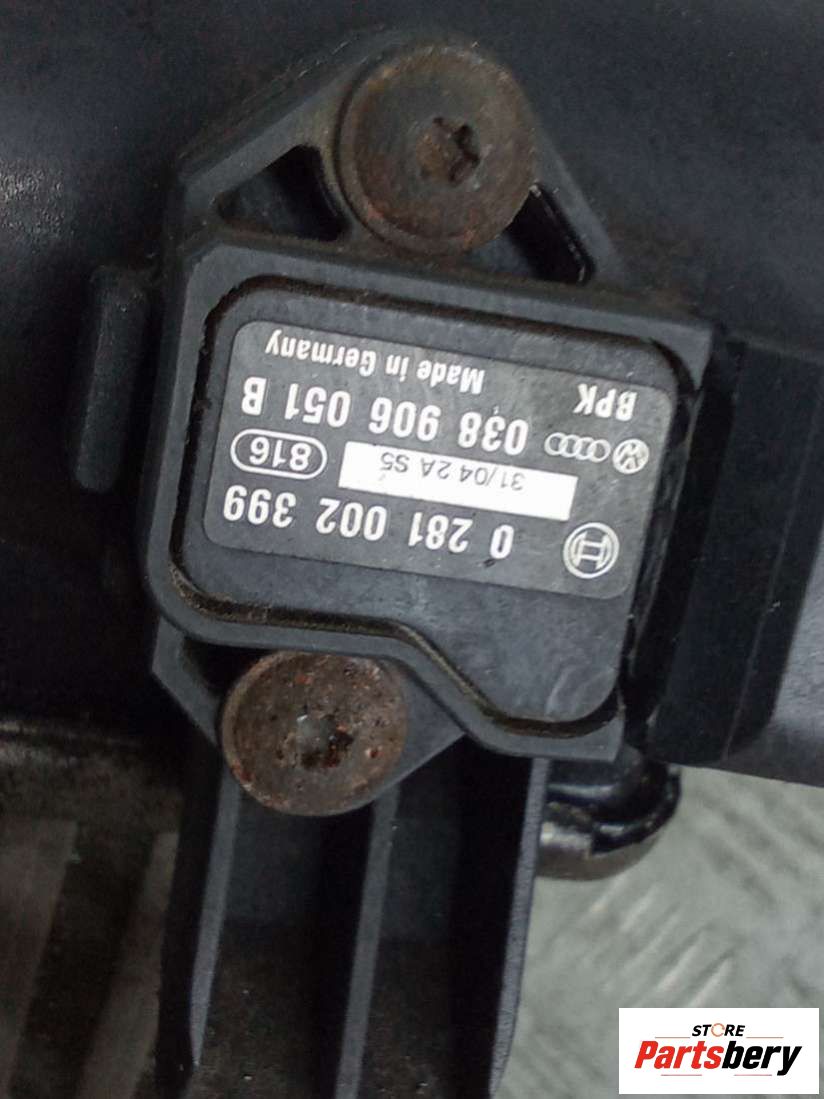 0 281 002 399
31/04 2A S5
816
038 906 051 B
BPK
Made in Germany
STORE
Partsbery